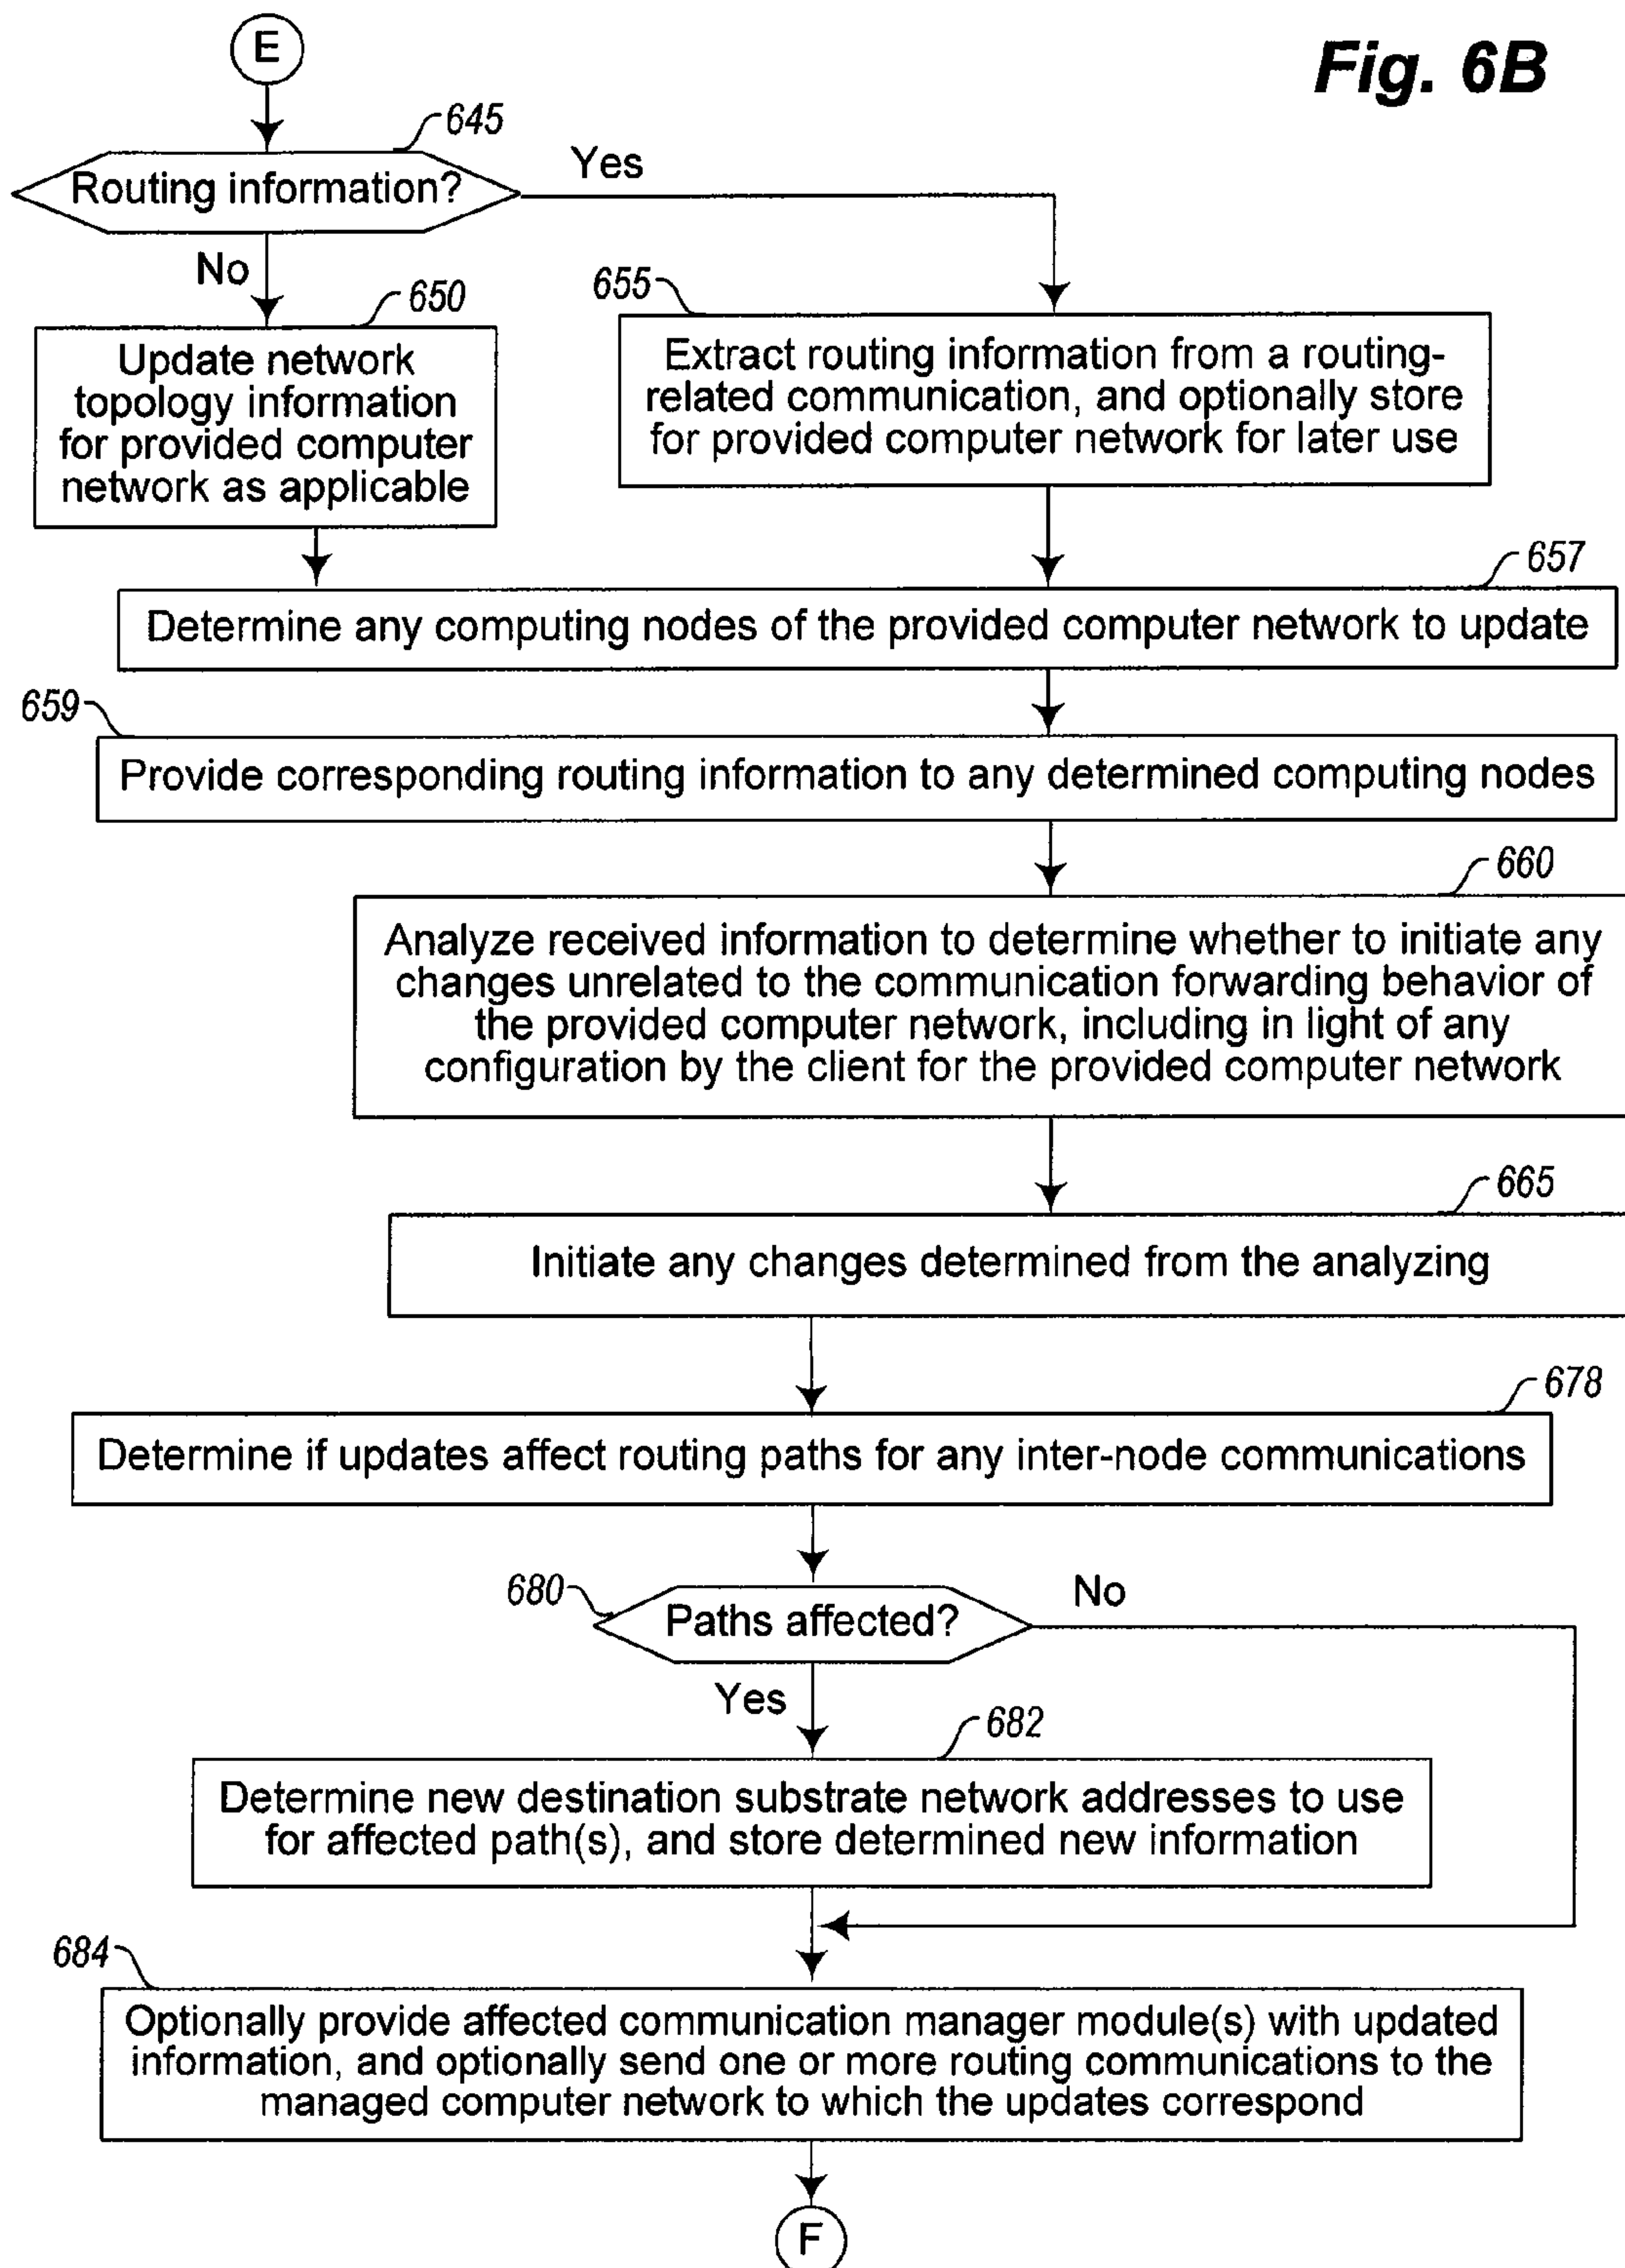 E
Fig. 6B
645
Routing information?
Yes
No
650
655
Update network
topology information
for provided computer
network as applicable
Extract routing information from a routing-
related communication, and optionally store
for provided computer network for later use
657
Determine any computing nodes of the provided computer network to update
659
Provide corresponding routing information to any determined computing nodes
660
Analyze received information to determine whether to initiate any
changes unrelated to the communication forwarding behavior of
the provided computer network, including in light of any
configuration by the client for the provided computer network
665
Initiate any changes determined from the analyzing
678
Determine if updates affect routing paths for any inter-node communications
680
Paths affected?
No
Yes
682
Determine new destination substrate network addresses to use
for affected path(s), and store determined new information
684
Optionally provide affected communication manager module(s) with updated
information, and optionally send one or more routing communications to the
managed computer network to which the updates correspond
F